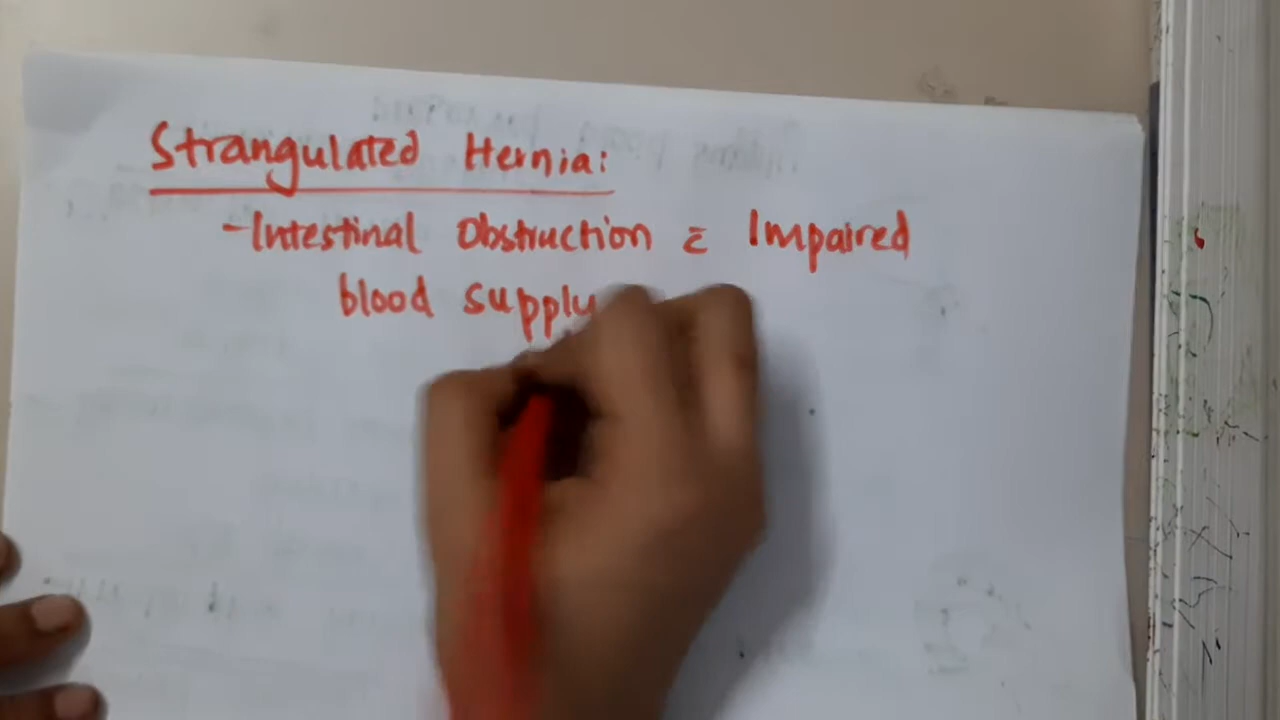 Strangulated Hernia:
-Intestinal Obstruction c̄ Impaired
blood supply